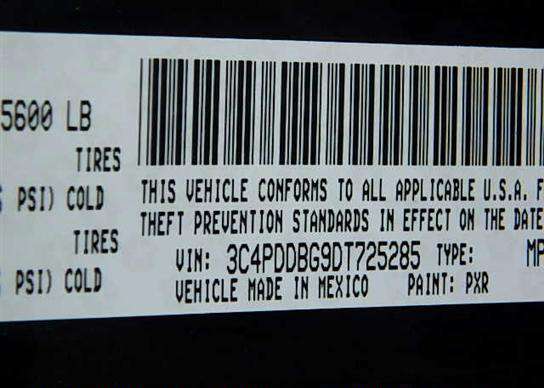 5600 LB
TIRES
PSI) COLD
TIRES
PSI) COLD
THIS VEHICLE CONFORMS TO ALL APPLICABLE U.S.A. F
THEFT PREVENTION STANDARDS IN EFFECT ON THE DATE
VIN: 3C4PDDBG9DT725285 TYPE: MP
VEHICLE MADE IN MEXICO PAINT: PXR